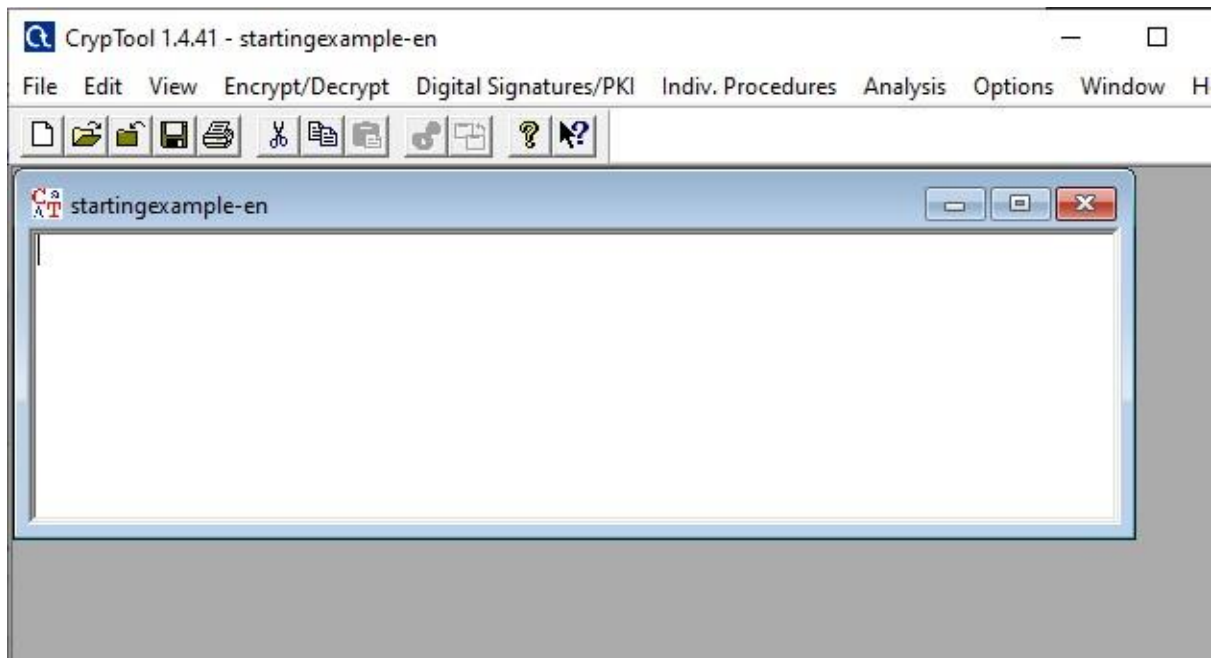 CrypTool 1.4.41 - startingexample-en
File Edit View Encrypt/Decrypt Digital Signatures/PKI Indiv. Procedures Analysis Options Window H
startingexample-en